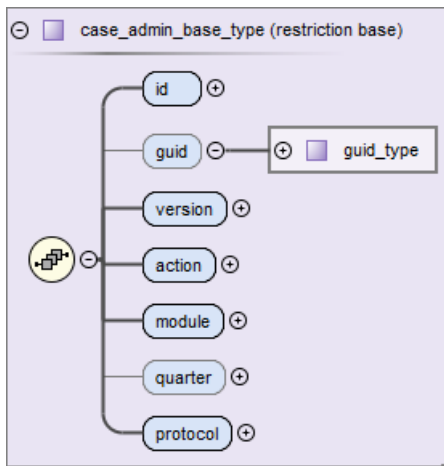 case_admin_base_type (restriction base)
id
guid
guid_type
version
action
module
quarter
protocol